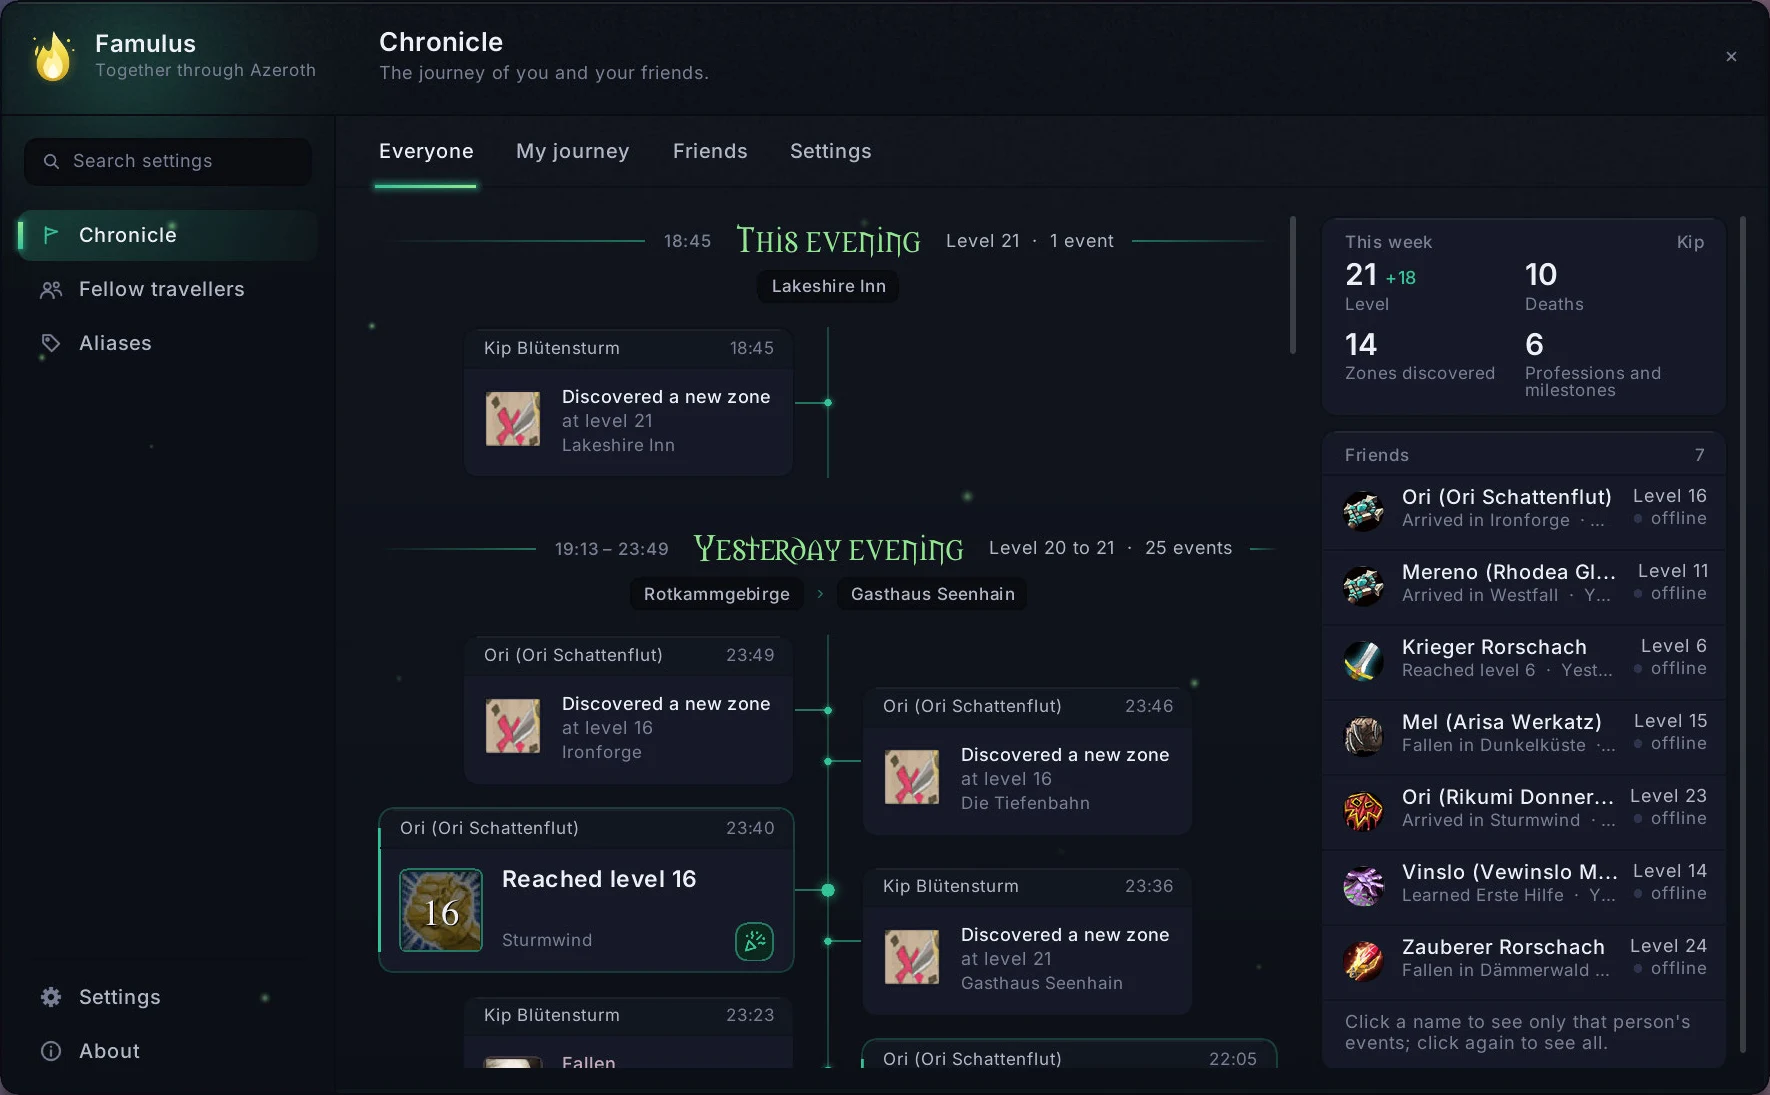 Famulus
Together through Azeroth
Chronicle
The journey of you and your friends.
×
Search settings
Chronicle
Fellow travellers
Aliases
Settings
About
Everyone My journey Friends Settings
18:45 This evening Level 21 · 1 event
Lakeshire Inn
Kip Blütensturm 18:45
Discovered a new zone
at level 21
Lakeshire Inn
19:13 – 23:49 Yesterday evening Level 20 to 21 · 25 events
Rotkammgebirge › Gasthaus Seenhain
Ori (Ori Schattenflut) 23:49
Discovered a new zone
at level 16
Ironforge
Ori (Ori Schattenflut) 23:46
Discovered a new zone
at level 16
Die Tiefenbahn
Ori (Ori Schattenflut) 23:40
16
Reached level 16
Sturmwind
Kip Blütensturm 23:36
Discovered a new zone
at level 21
Gasthaus Seenhain
Kip Blütensturm 23:23
Fallen
Ori (Ori Schattenflut) 22:05
This week Kip
21 +18
Level
10
Deaths
14
Zones discovered
6
Professions and
milestones
Friends 7
Ori (Ori Schattenflut) Level 16
Arrived in Ironforge · ... offline
Mereno (Rhodea Gl... Level 11
Arrived in Westfall · Y... offline
Krieger Rorschach Level 6
Reached level 6 · Yest... offline
Mel (Arisa Werkatz) Level 15
Fallen in Dunkelküste ·... offline
Ori (Rikumi Donner... Level 23
Arrived in Sturmwind · ... offline
Vinslo (Vewinslo M... Level 14
Learned Erste Hilfe · Y... offline
Zauberer Rorschach Level 24
Fallen in Dämmerwald ... offline
Click a name to see only that person's
events; click again to see all.